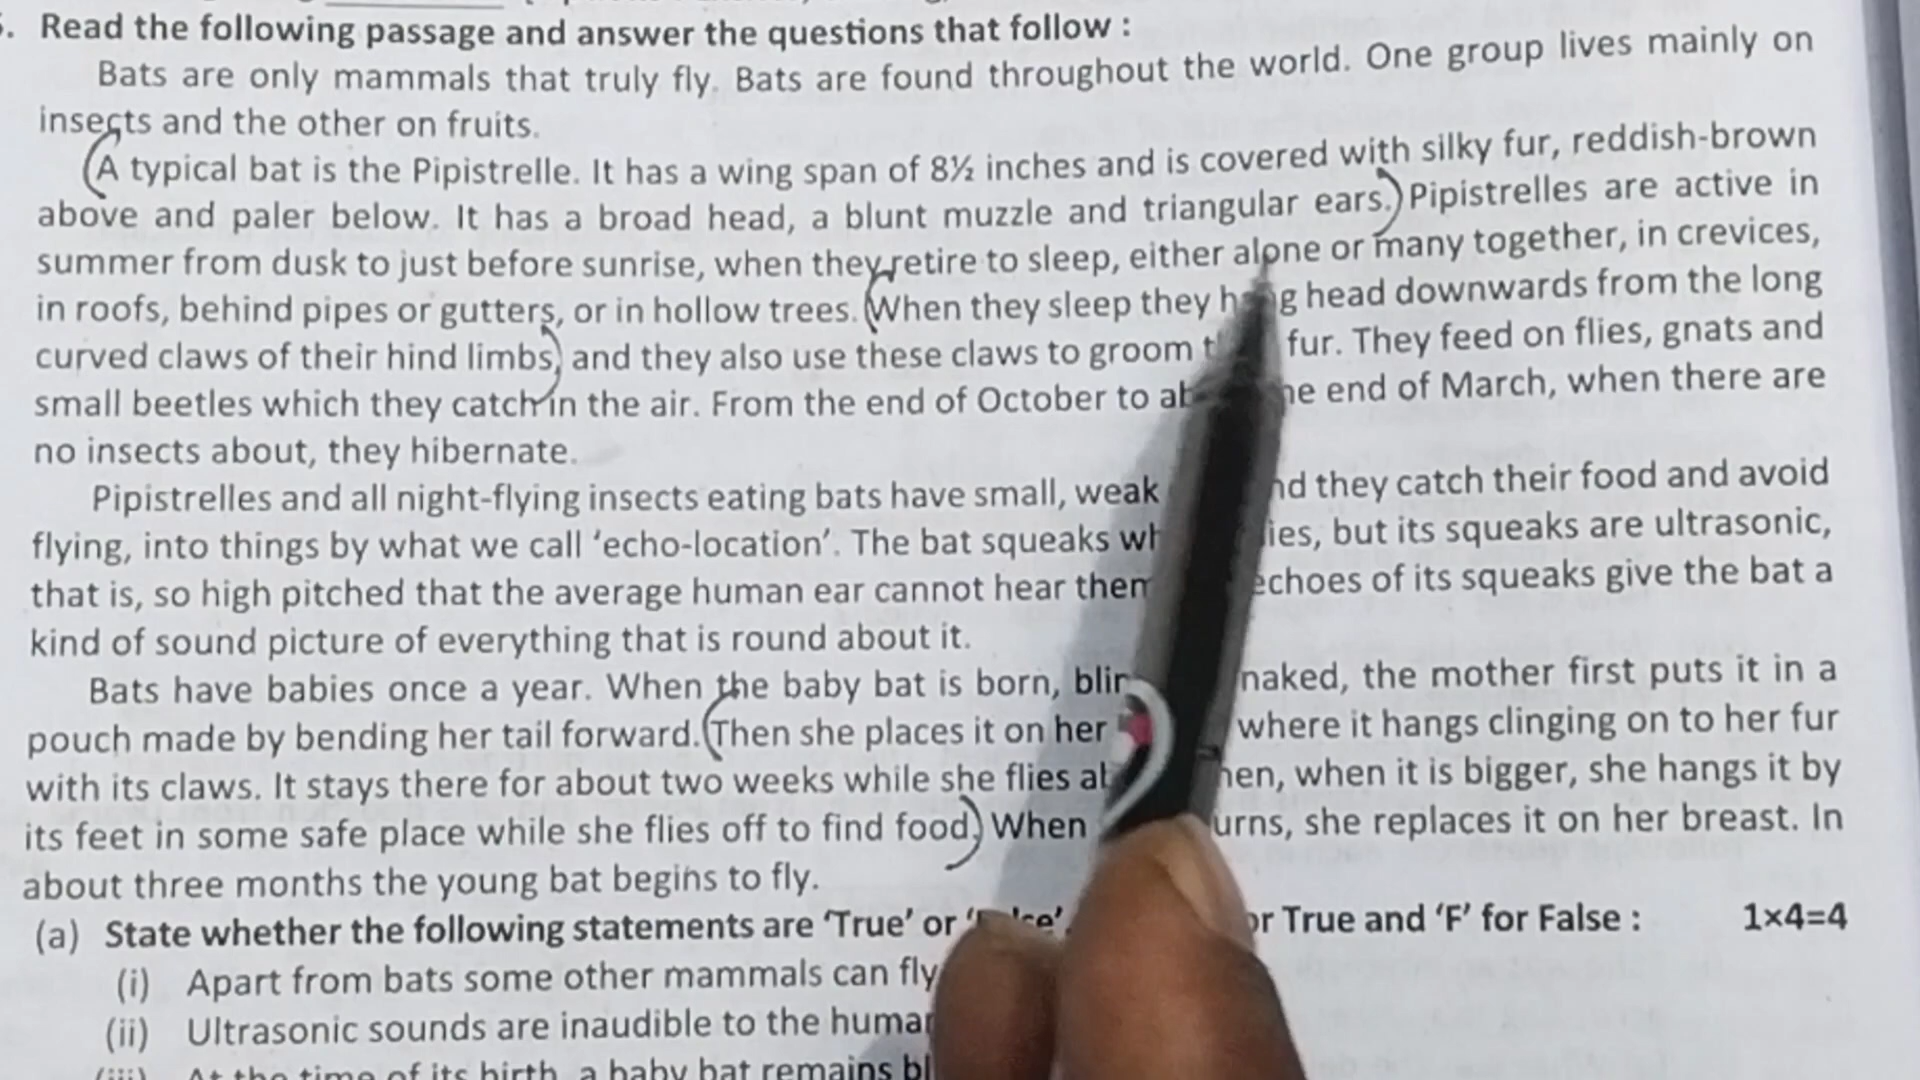 . Read the following passage and answer the questions that follow :
Bats are only mammals that truly fly. Bats are found throughout the world. One group lives mainly on
insects and the other on fruits.
A typical bat is the Pipistrelle. It has a wing span of 8½ inches and is covered with silky fur, reddish-brown
above and paler below. It has a broad head, a blunt muzzle and triangular ears. Pipistrelles are active in
summer from dusk to just before sunrise, when they retire to sleep, either alone or many together, in crevices,
in roofs, behind pipes or gutters, or in hollow trees. When they sleep they hang head downwards from the long
curved claws of their hind limbs, and they also use these claws to groom fur. They feed on flies, gnats and
small beetles which they catch in the air. From the end of October to end of March, when there are
no insects about, they hibernate.
Pipistrelles and all night-flying insects eating bats have small, weak they catch their food and avoid
flying, into things by what we call ‘echo-location’. The bat squeaks but its squeaks are ultrasonic,
that is, so high pitched that the average human ear cannot hear echoes of its squeaks give the bat a
kind of sound picture of everything that is round about it.
Bats have babies once a year. When the baby bat is born, naked, the mother first puts it in a
pouch made by bending her tail forward. Then she places it on her where it hangs clinging on to her fur
with its claws. It stays there for about two weeks while she flies when it is bigger, she hangs it by
its feet in some safe place while she flies off to find food. When she replaces it on her breast. In
about three months the young bat begins to fly.
(a) State whether the following statements are ‘True’ or True and ‘F’ for False : 1×4=4
(i) Apart from bats some other mammals can fly
(ii) Ultrasonic sounds are inaudible to the
(iii) At the time of its birth, a baby bat remains